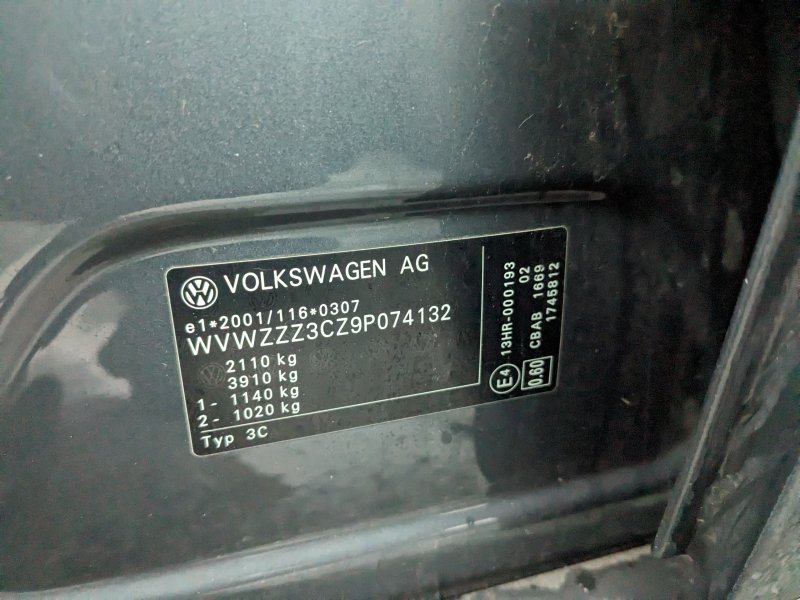 VOLKSWAGEN AG
e1*2001/116*0307
WVWZZZ3CZ9P074132
2110 kg
3910 kg
1- 1140 kg
2- 1020 kg
Typ 3C
E4 13HR-000193
02
0.60 CBAB 1669
1745812